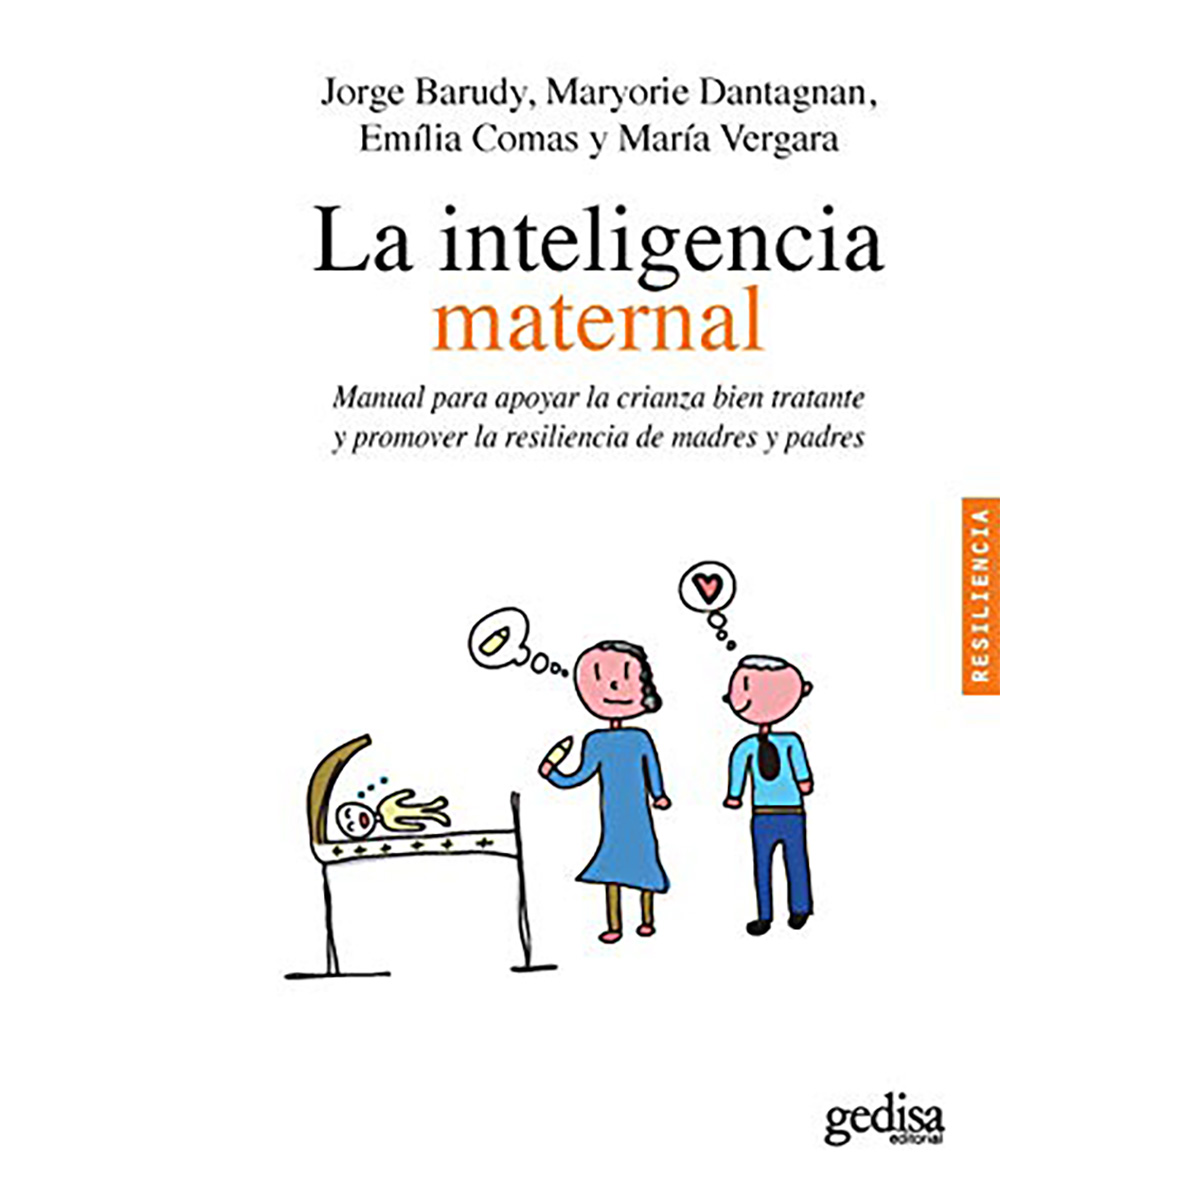 Jorge Barudy, Maryorie Dantagnan,
Emília Comas y María Vergara
La inteligencia
maternal
Manual para apoyar la crianza bien tratante
y promover la resiliencia de madres y padres
RESILIENCIA
gedisa
editorial